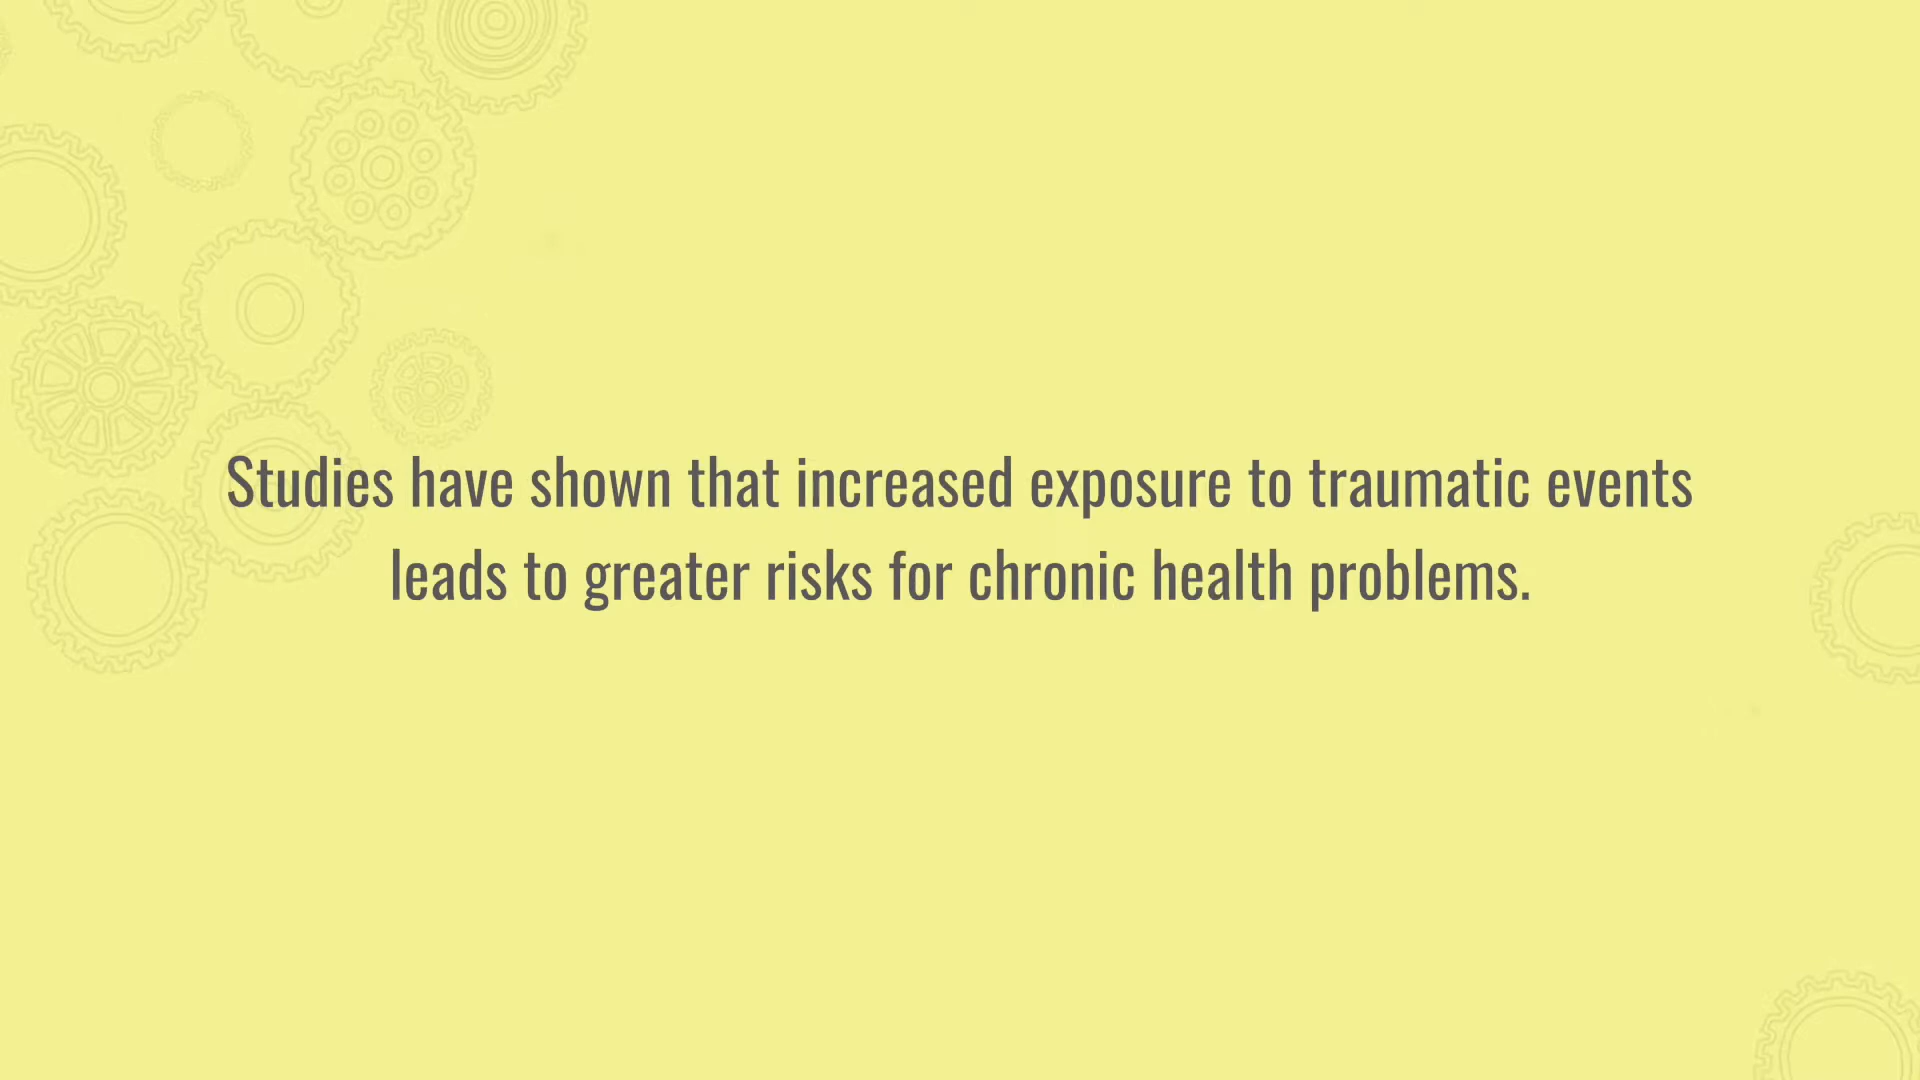 Studies have shown that increased exposure to traumatic events
leads to greater risks for chronic health problems.